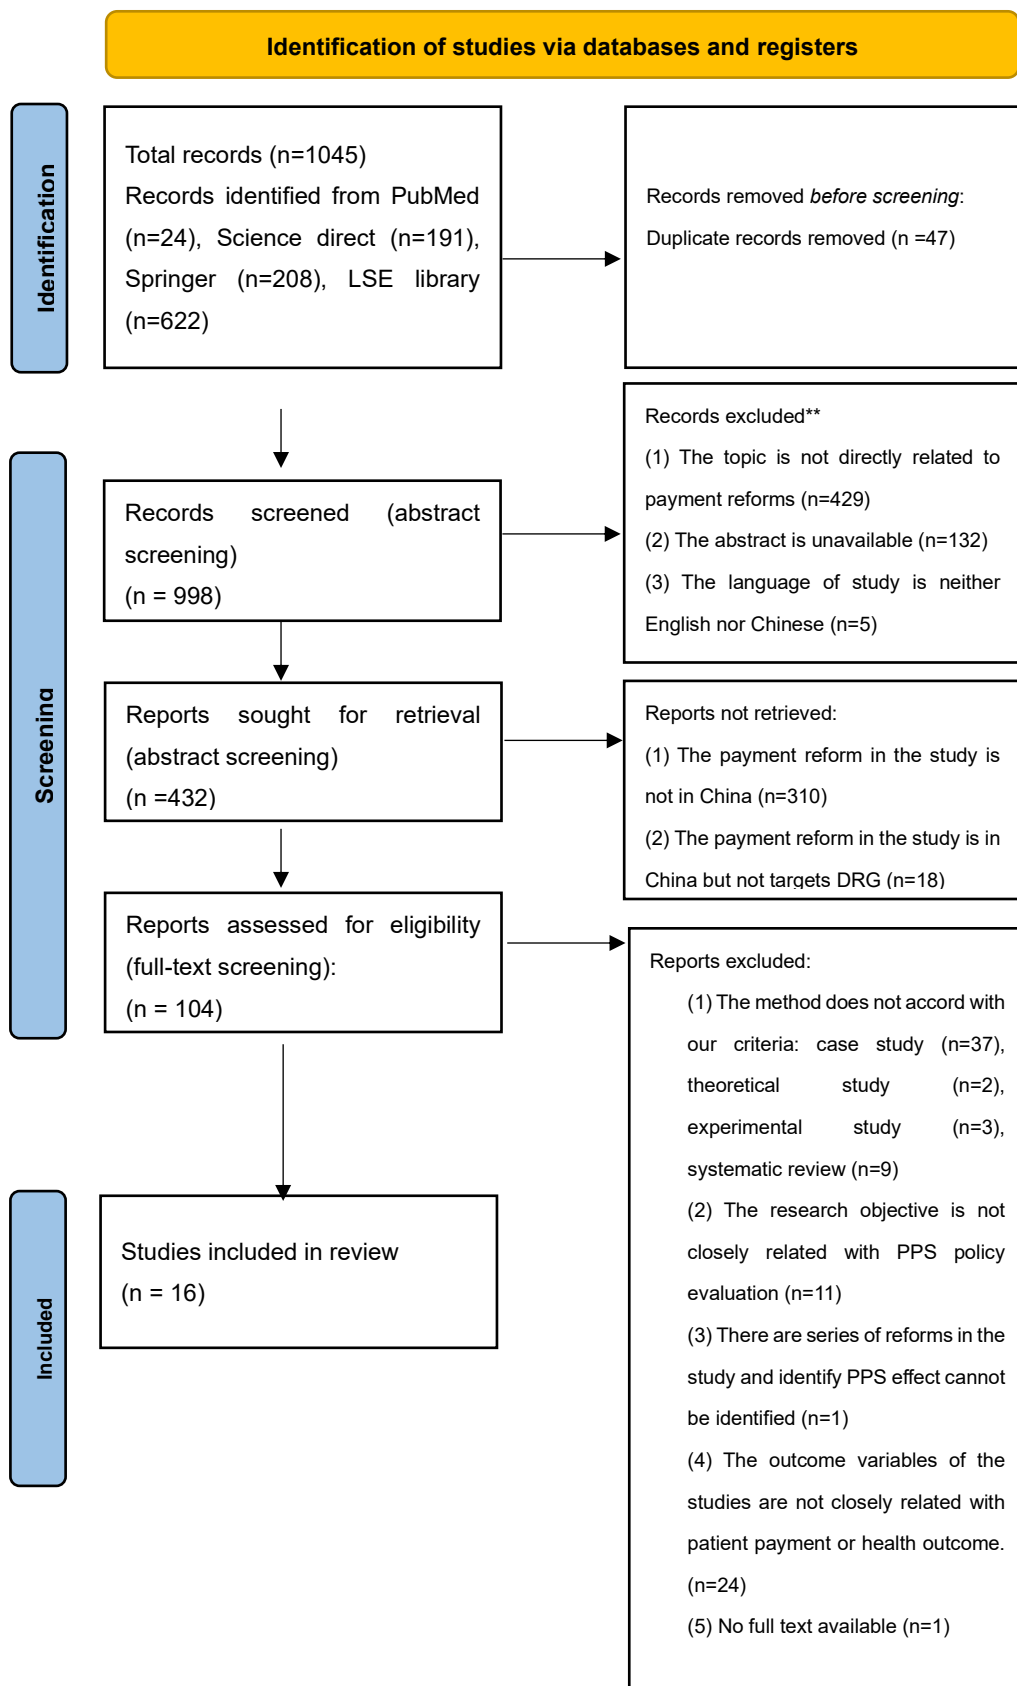 Identification of studies via databases and registers
Identification
Total records (n=1045)
Records identified from PubMed
(n=24), Science direct (n=191),
Springer (n=208), LSE library
(n=622)
Records removed before screening:
Duplicate records removed (n =47)
Screening
Records screened (abstract
screening)
(n = 998)
Records excluded**
(1) The topic is not directly related to
payment reforms (n=429)
(2) The abstract is unavailable (n=132)
(3) The language of study is neither
English nor Chinese (n=5)
Reports sought for retrieval
(abstract screening)
(n =432)
Reports not retrieved:
(1) The payment reform in the study is
not in China (n=310)
(2) The payment reform in the study is in
China but not targets DRG (n=18)
Reports assessed for eligibility
(full-text screening):
(n = 104)
Reports excluded:
(1) The method does not accord with
our criteria: case study (n=37),
theoretical study (n=2),
experimental study (n=3),
systematic review (n=9)
(2) The research objective is not
closely related with PPS policy
evaluation (n=11)
(3) There are series of reforms in the
study and identify PPS effect cannot
be identified (n=1)
(4) The outcome variables of the
studies are not closely related with
patient payment or health outcome.
(n=24)
(5) No full text available (n=1)
Included
Studies included in review
(n = 16)